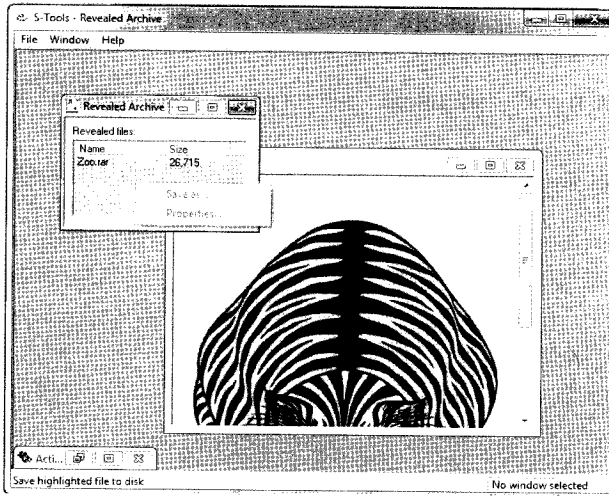 S-Tools - Revealed Archive
File Window Help
Revealed Archive
Revealed files:
Name Size
Zoo.rar 26,715
Save as...
Properties...
Acti...
Save highlighted file to disk
No window selected